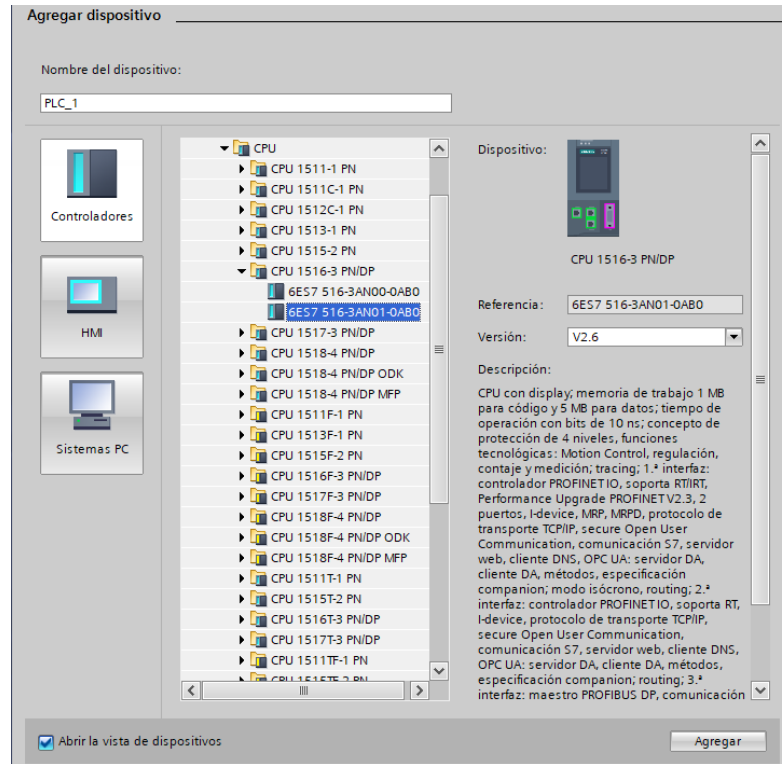 Agregar dispositivo
Nombre del dispositivo:
PLC_1
Controladores
HMI
Sistemas PC
CPU
CPU 1511-1 PN
CPU 1511C-1 PN
CPU 1512C-1 PN
CPU 1513-1 PN
CPU 1515-2 PN
CPU 1516-3 PN/DP
6ES7 516-3AN00-0AB0
6ES7 516-3AN01-0AB0
CPU 1517-3 PN/DP
CPU 1518-4 PN/DP
CPU 1518-4 PN/DP ODK
CPU 1518-4 PN/DP MFP
CPU 1511F-1 PN
CPU 1513F-1 PN
CPU 1515F-2 PN
CPU 1516F-3 PN/DP
CPU 1517F-3 PN/DP
CPU 1518F-4 PN/DP
CPU 1518F-4 PN/DP ODK
CPU 1518F-4 PN/DP MFP
CPU 1511T-1 PN
CPU 1515T-2 PN
CPU 1516T-3 PN/DP
CPU 1517T-3 PN/DP
CPU 1511TF-1 PN
CPU 1515TF-2 PN
Dispositivo:
CPU 1516-3 PN/DP
Referencia: 6ES7 516-3AN01-0AB0
Versión: V2.6
Descripción:
CPU con display; memoria de trabajo 1 MB
para código y 5 MB para datos; tiempo de
operación con bits de 10 ns; concepto de
protección de 4 niveles, funciones
tecnológicas: Motion Control, regulación,
contaje y medición; tracing; 1.ª interfaz:
controlador PROFINET IO, soporta RT/IRT,
Performance Upgrade PROFINET V2.3, 2
puertos, I-device, MRP, MRPD, protocolo de
transporte TCP/IP, secure Open User
Communication, comunicación S7, servidor
web, cliente DNS, OPC UA: servidor DA,
cliente DA, métodos, especificación
companion; modo isócrono, routing; 2.ª
interfaz: controlador PROFINET IO, soporta RT,
I-device, protocolo de transporte TCP/IP,
secure Open User Communication,
comunicación S7, servidor web, cliente DNS,
OPC UA: servidor DA, cliente DA, métodos,
especificación companion; routing; 3.ª
interfaz: maestro PROFIBUS DP, comunicación
Abrir la vista de dispositivos
Agregar